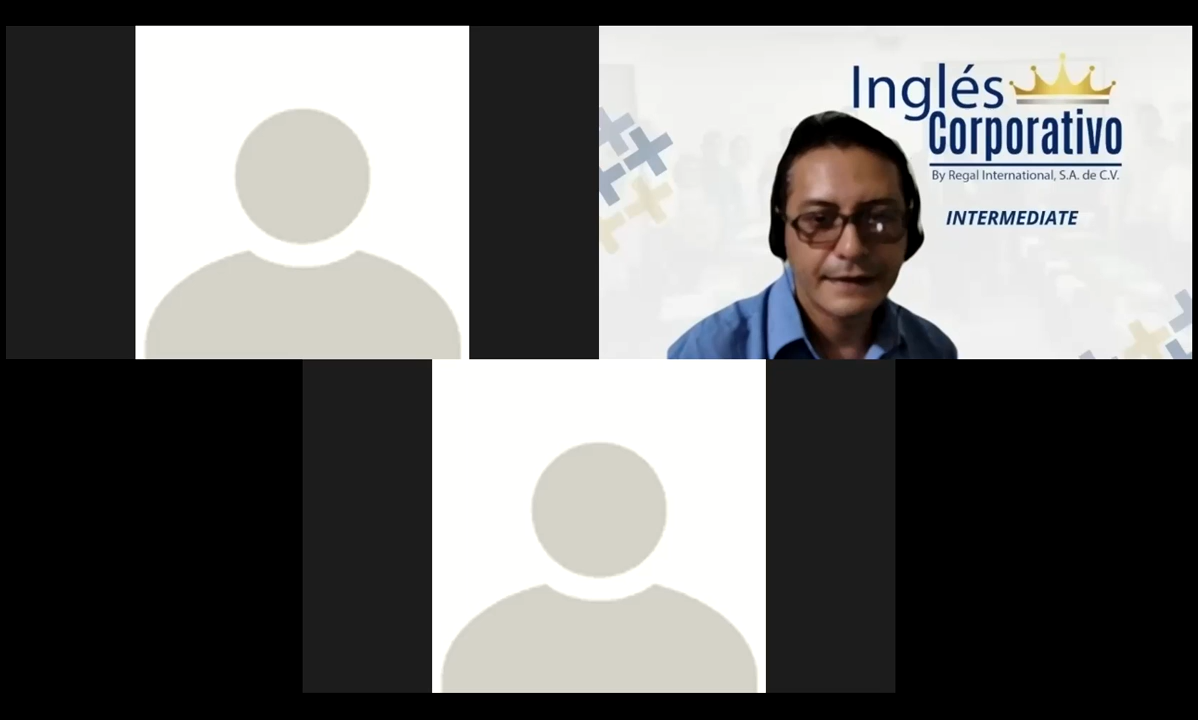 Inglés
Corporativo
By Regal International, S.A. de C.V.
INTERMEDIATE